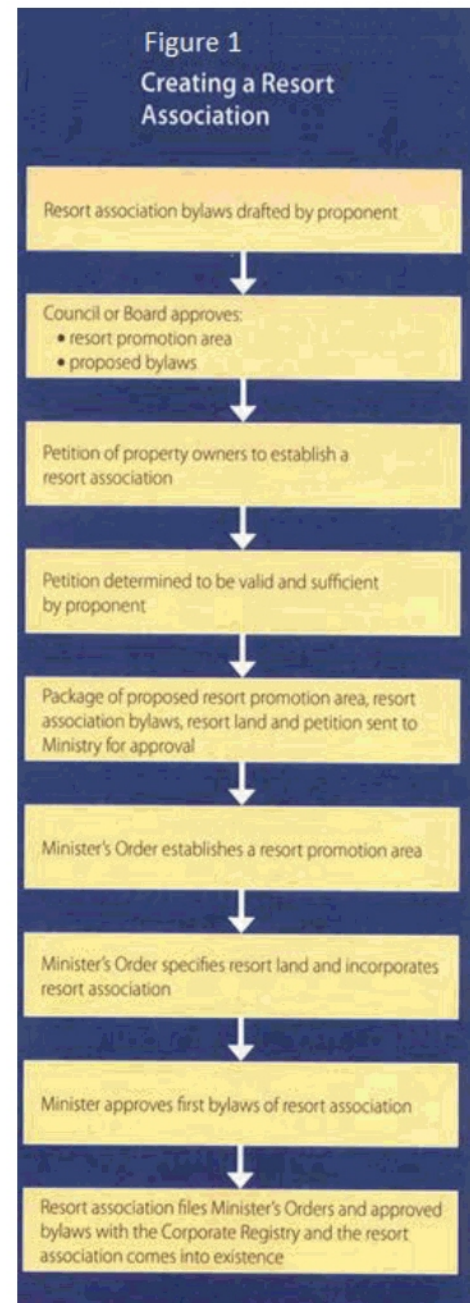 Figure 1
Creating a Resort
Association
Resort association bylaws drafted by proponent
Council or Board approves:
• resort promotion area
• proposed bylaws
Petition of property owners to establish a
resort association
Petition determined to be valid and sufficient
by proponent
Package of proposed resort promotion area, resort
association bylaws, resort land and petition sent to
Ministry for approval
Minister's Order establishes a resort promotion area
Minister's Order specifies resort land and incorporates
resort association
Minister approves first bylaws of resort association
Resort association files Minister's Orders and approved
bylaws with the Corporate Registry and the resort
association comes into existence